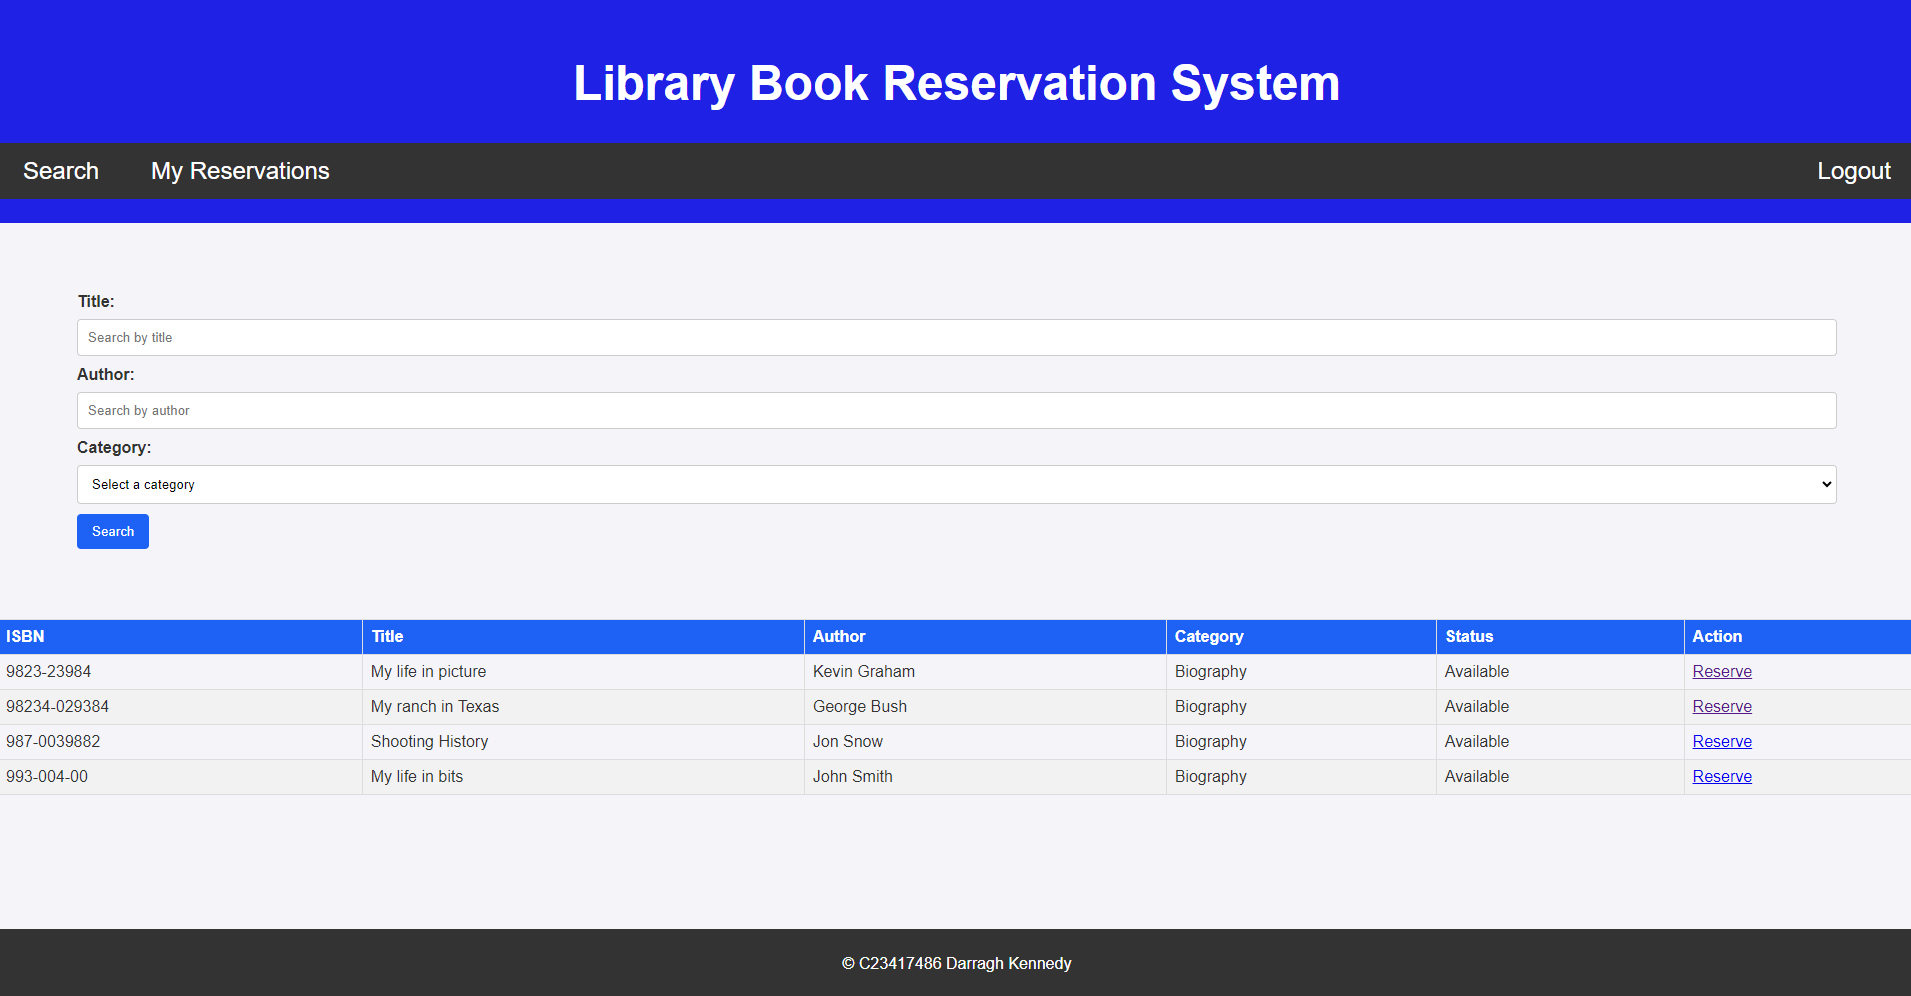 Library Book Reservation System
Search My Reservations Logout
Title:
Search by title
Author:
Search by author
Category:
Select a category
Search
ISBN Title Author Category Status Action
9823-23984 My life in picture Kevin Graham Biography Available Reserve
98234-029384 My ranch in Texas George Bush Biography Available Reserve
987-0039882 Shooting History Jon Snow Biography Available Reserve
993-004-00 My life in bits John Smith Biography Available Reserve
© C23417486 Darragh Kennedy